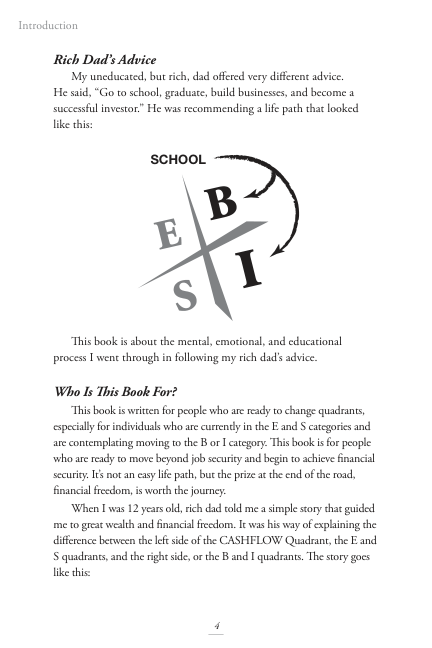 Introduction
Rich Dad's Advice
My uneducated, but rich, dad offered very different advice.
He said, “Go to school, graduate, build businesses, and become a
successful investor.” He was recommending a life path that looked
like this:
SCHOOL
B
E
I
S
This book is about the mental, emotional, and educational
process I went through in following my rich dad's advice.
Who Is This Book For?
This book is written for people who are ready to change quadrants,
especially for individuals who are currently in the E and S categories and
are contemplating moving to the B or I category. This book is for people
who are ready to move beyond job security and begin to achieve financial
security. It's not an easy life path, but the prize at the end of the road,
financial freedom, is worth the journey.
When I was 12 years old, rich dad told me a simple story that guided
me to great wealth and financial freedom. It was his way of explaining the
difference between the left side of the CASHFLOW Quadrant, the E and
S quadrants, and the right side, or the B and I quadrants. The story goes
like this:
4